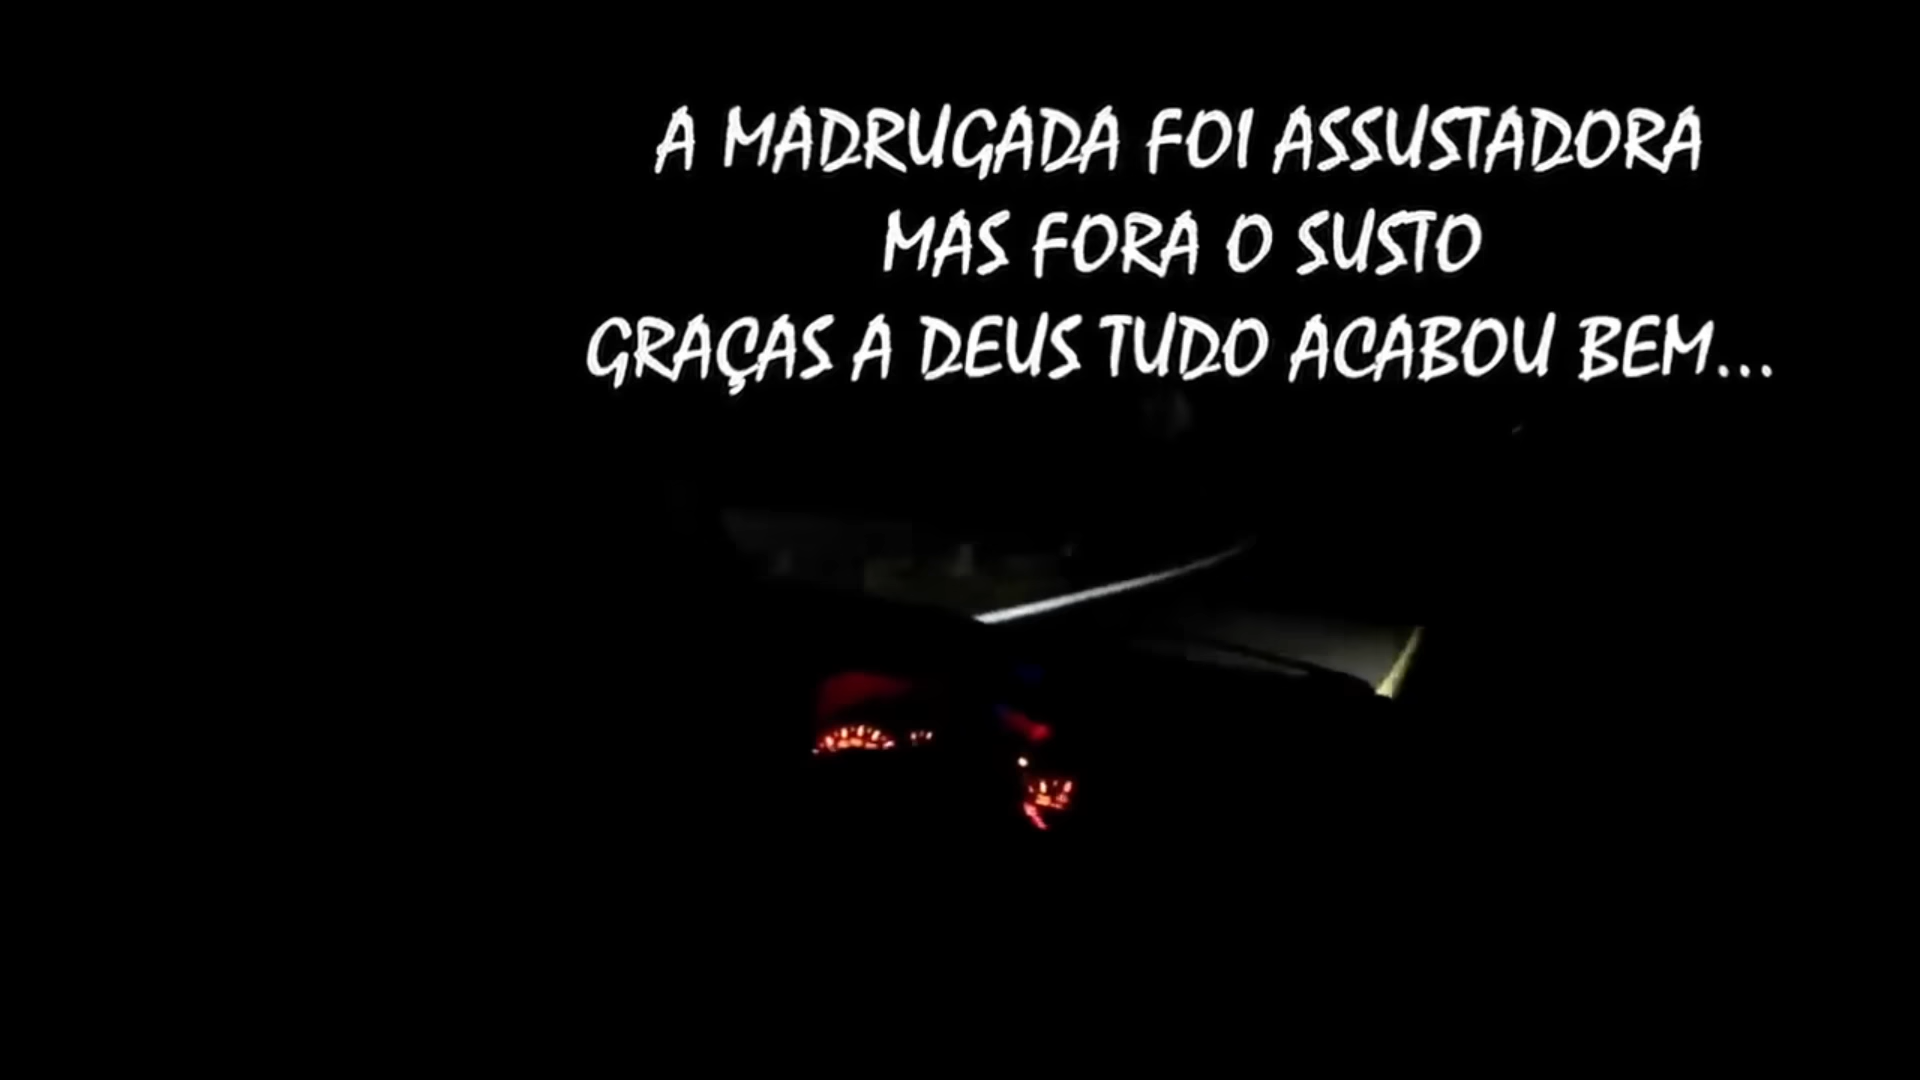 A MADRUGADA FOI ASSUSTADORA
MAS FORA O SUSTO
GRAÇAS A DEUS TUDO ACABOU BEM...